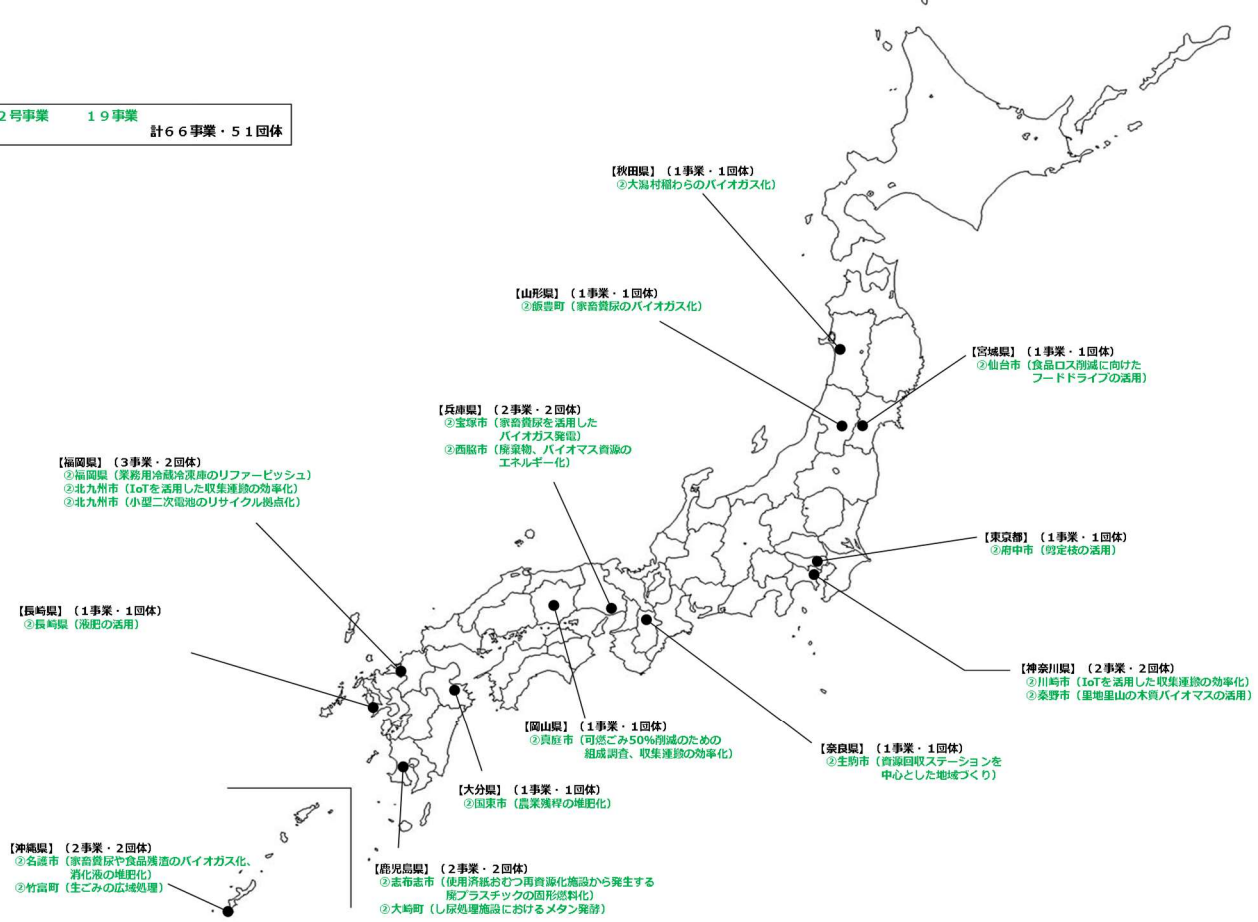 2号事業　19事業
計66事業・51団体
【秋田県】（1事業・1団体）
②大潟村稲わらのバイオガス化）
【山形県】（1事業・1団体）
②飯豊町（家畜糞尿のバイオガス化）
【宮城県】（1事業・1団体）
②仙台市（食品ロス削減に向けた
フードドライブの活用）
【兵庫県】（2事業・2団体）
②宝塚市（家畜糞尿を活用した
バイオガス発電）
②西脇市（廃棄物、バイオマス資源の
エネルギー化）
【福岡県】（3事業・2団体）
②福岡県（業務用冷蔵冷凍庫のリファービッシュ）
②北九州市（IoTを活用した収集運搬の効率化）
②北九州市（小型二次電池のリサイクル拠点化）
【東京都】（1事業・1団体）
②府中市（剪定枝の活用）
【長崎県】（1事業・1団体）
②長崎県（液肥の活用）
【神奈川県】（2事業・2団体）
②川崎市（IoTを活用した収集運搬の効率化）
②秦野市（里地里山の木質バイオマスの活用）
【岡山県】（1事業・1団体）
②真庭市（可燃ごみ50%削減のための
組成調査、収集運搬の効率化）
【奈良県】（1事業・1団体）
②生駒市（資源回収ステーションを
中心とした地域づくり）
【大分県】（1事業・1団体）
②国東市（農業残桿の堆肥化）
【沖縄県】（2事業・2団体）
②名護市（家畜糞尿や食品残渣のバイオガス化、
消化液の堆肥化）
②竹富町（生ごみの広域処理）
【鹿児島県】（2事業・2団体）
②志布志市（使用済紙おむつ再資源化施設から発生する
廃プラスチックの固形燃料化）
②大崎町（し尿処理施設におけるメタン発酵）